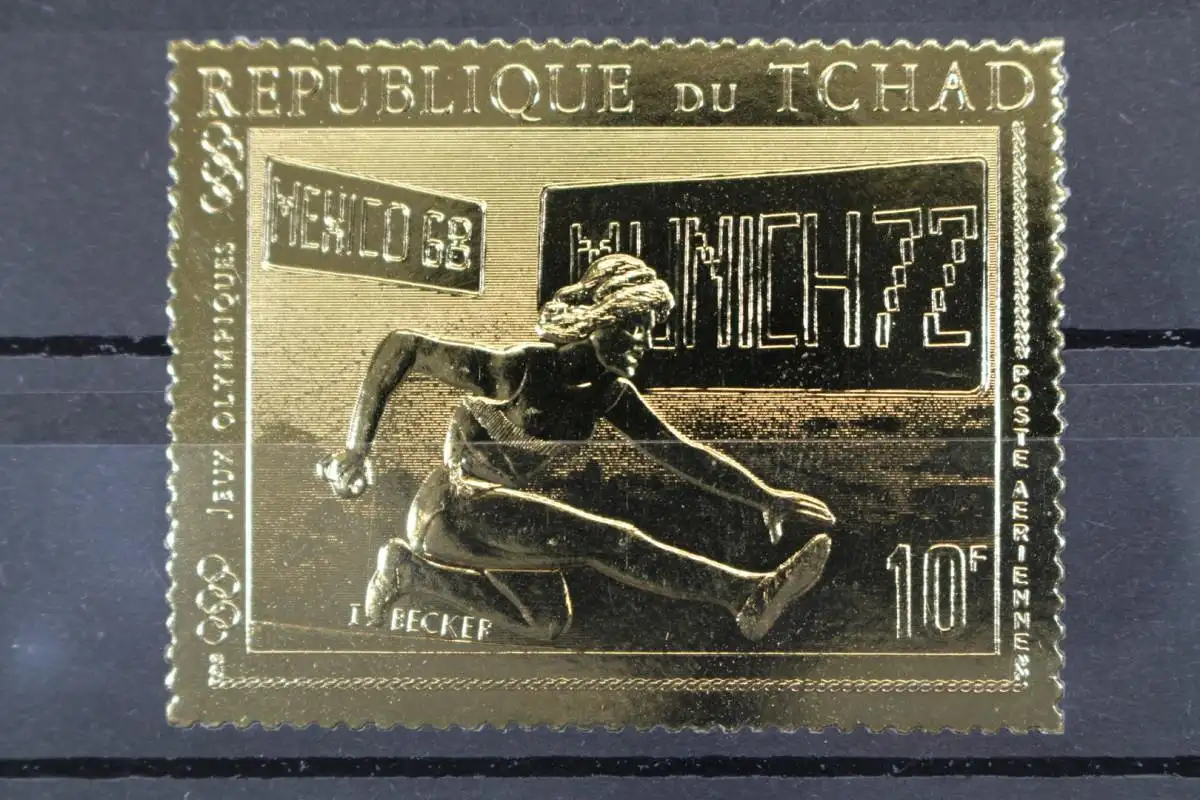 REPUBLIQUE DU TCHAD
JEUX OLYMPIQUES
MEXICO 68
MUNICH 72
POSTE AERIENNE
10F
I. BECKER